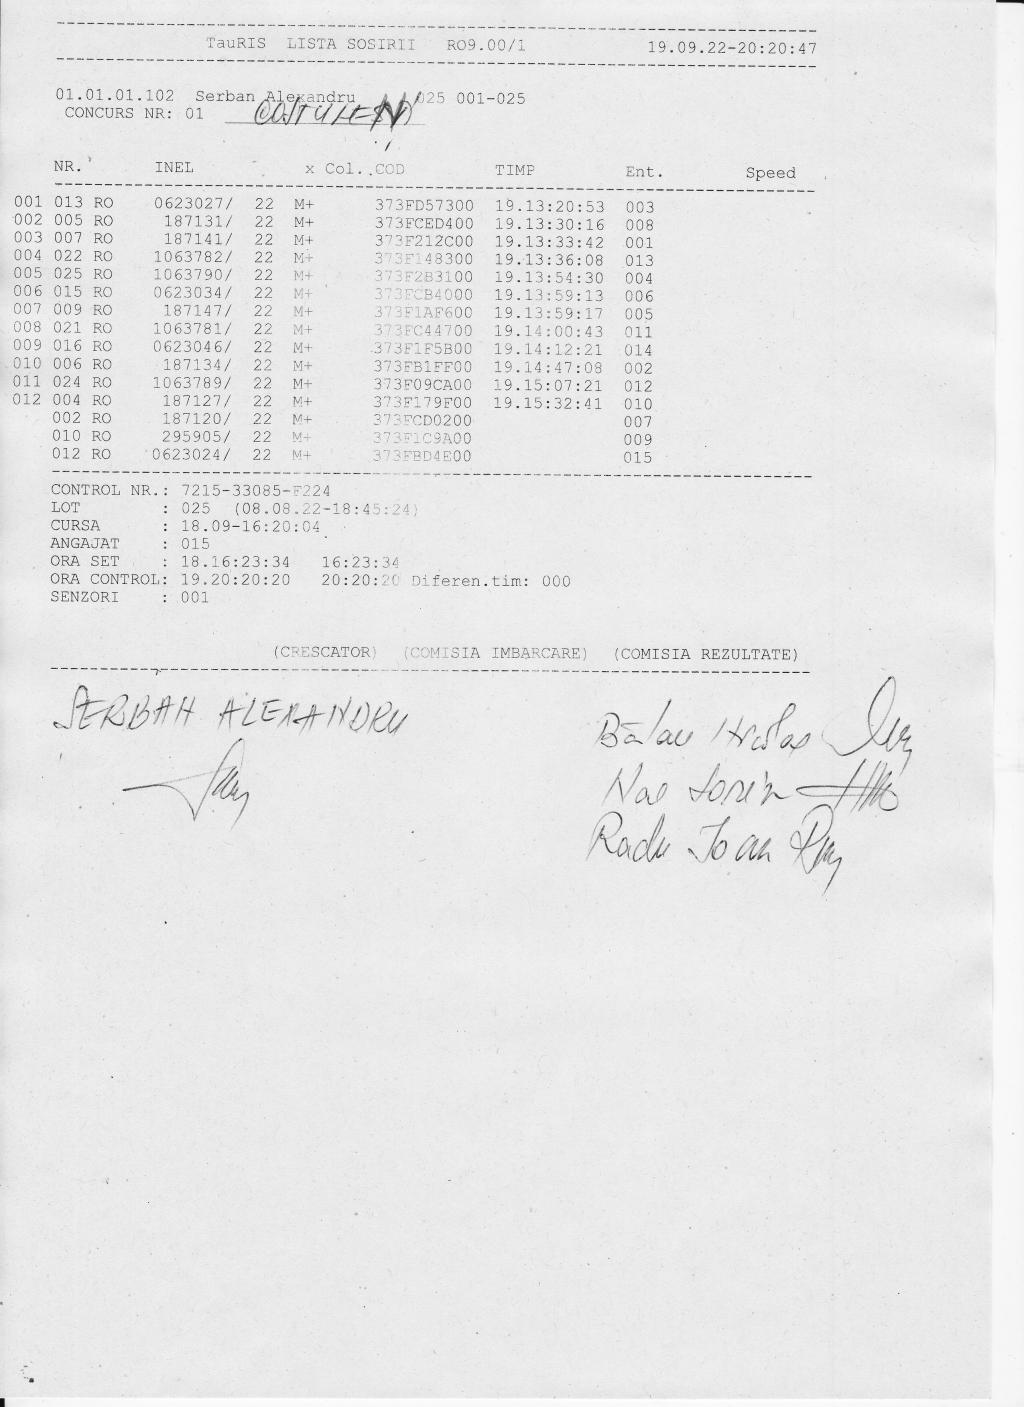 TauRIS LISTA SOSIRII RO9.00/1 19.09.22-20:20:47
01.01.01.102 Serban Alexandru 025 001-025
CONCURS NR: 01 COSTULENI
NR. INEL x Col. COD TIMP Ent. Speed
001 013 RO 0623027/ 22 M+ 373FD57300 19.13:20:53 003
002 005 RO 187131/ 22 M+ 373FCED400 19.13:30:16 008
003 007 RO 187141/ 22 M+ 373F212C00 19.13:33:42 001
004 022 RO 1063782/ 22 M+ 373F148300 19.13:36:08 013
005 025 RO 1063790/ 22 M+ 373F2B3100 19.13:54:30 004
006 015 RO 0623034/ 22 M+ 373FCB4000 19.13:59:13 006
007 009 RO 187147/ 22 M+ 373F1AF600 19.13:59:17 005
008 021 RO 1063781/ 22 M+ 373FC44700 19.14:00:43 011
009 016 RO 0623046/ 22 M+ 373F1F5B00 19.14:12:21 014
010 006 RO 187134/ 22 M+ 373FB1FF00 19.14:47:08 002
011 024 RO 1063789/ 22 M+ 373F09CA00 19.15:07:21 012
012 004 RO 187127/ 22 M+ 373F179F00 19.15:32:41 010
002 RO 187120/ 22 M+ 373FCD0200 007
010 RO 295905/ 22 M+ 373F1C9A00 009
012 RO 0623024/ 22 M+ 373FBD4E00 015
CONTROL NR.: 7215-33085-F224
LOT : 025 (08.08.22-18:45:24)
CURSA : 18.09-16:20:04
ANGAJAT : 015
ORA SET : 18.16:23:34 16:23:34
ORA CONTROL: 19.20:20:20 20:20:20 Diferen.tim: 000
SENZORI : 001
(CRESCATOR) (COMISIA IMBARCARE) (COMISIA REZULTATE)
SERBAN ALEXANDRU
Nae Sorin
Radu Ioan